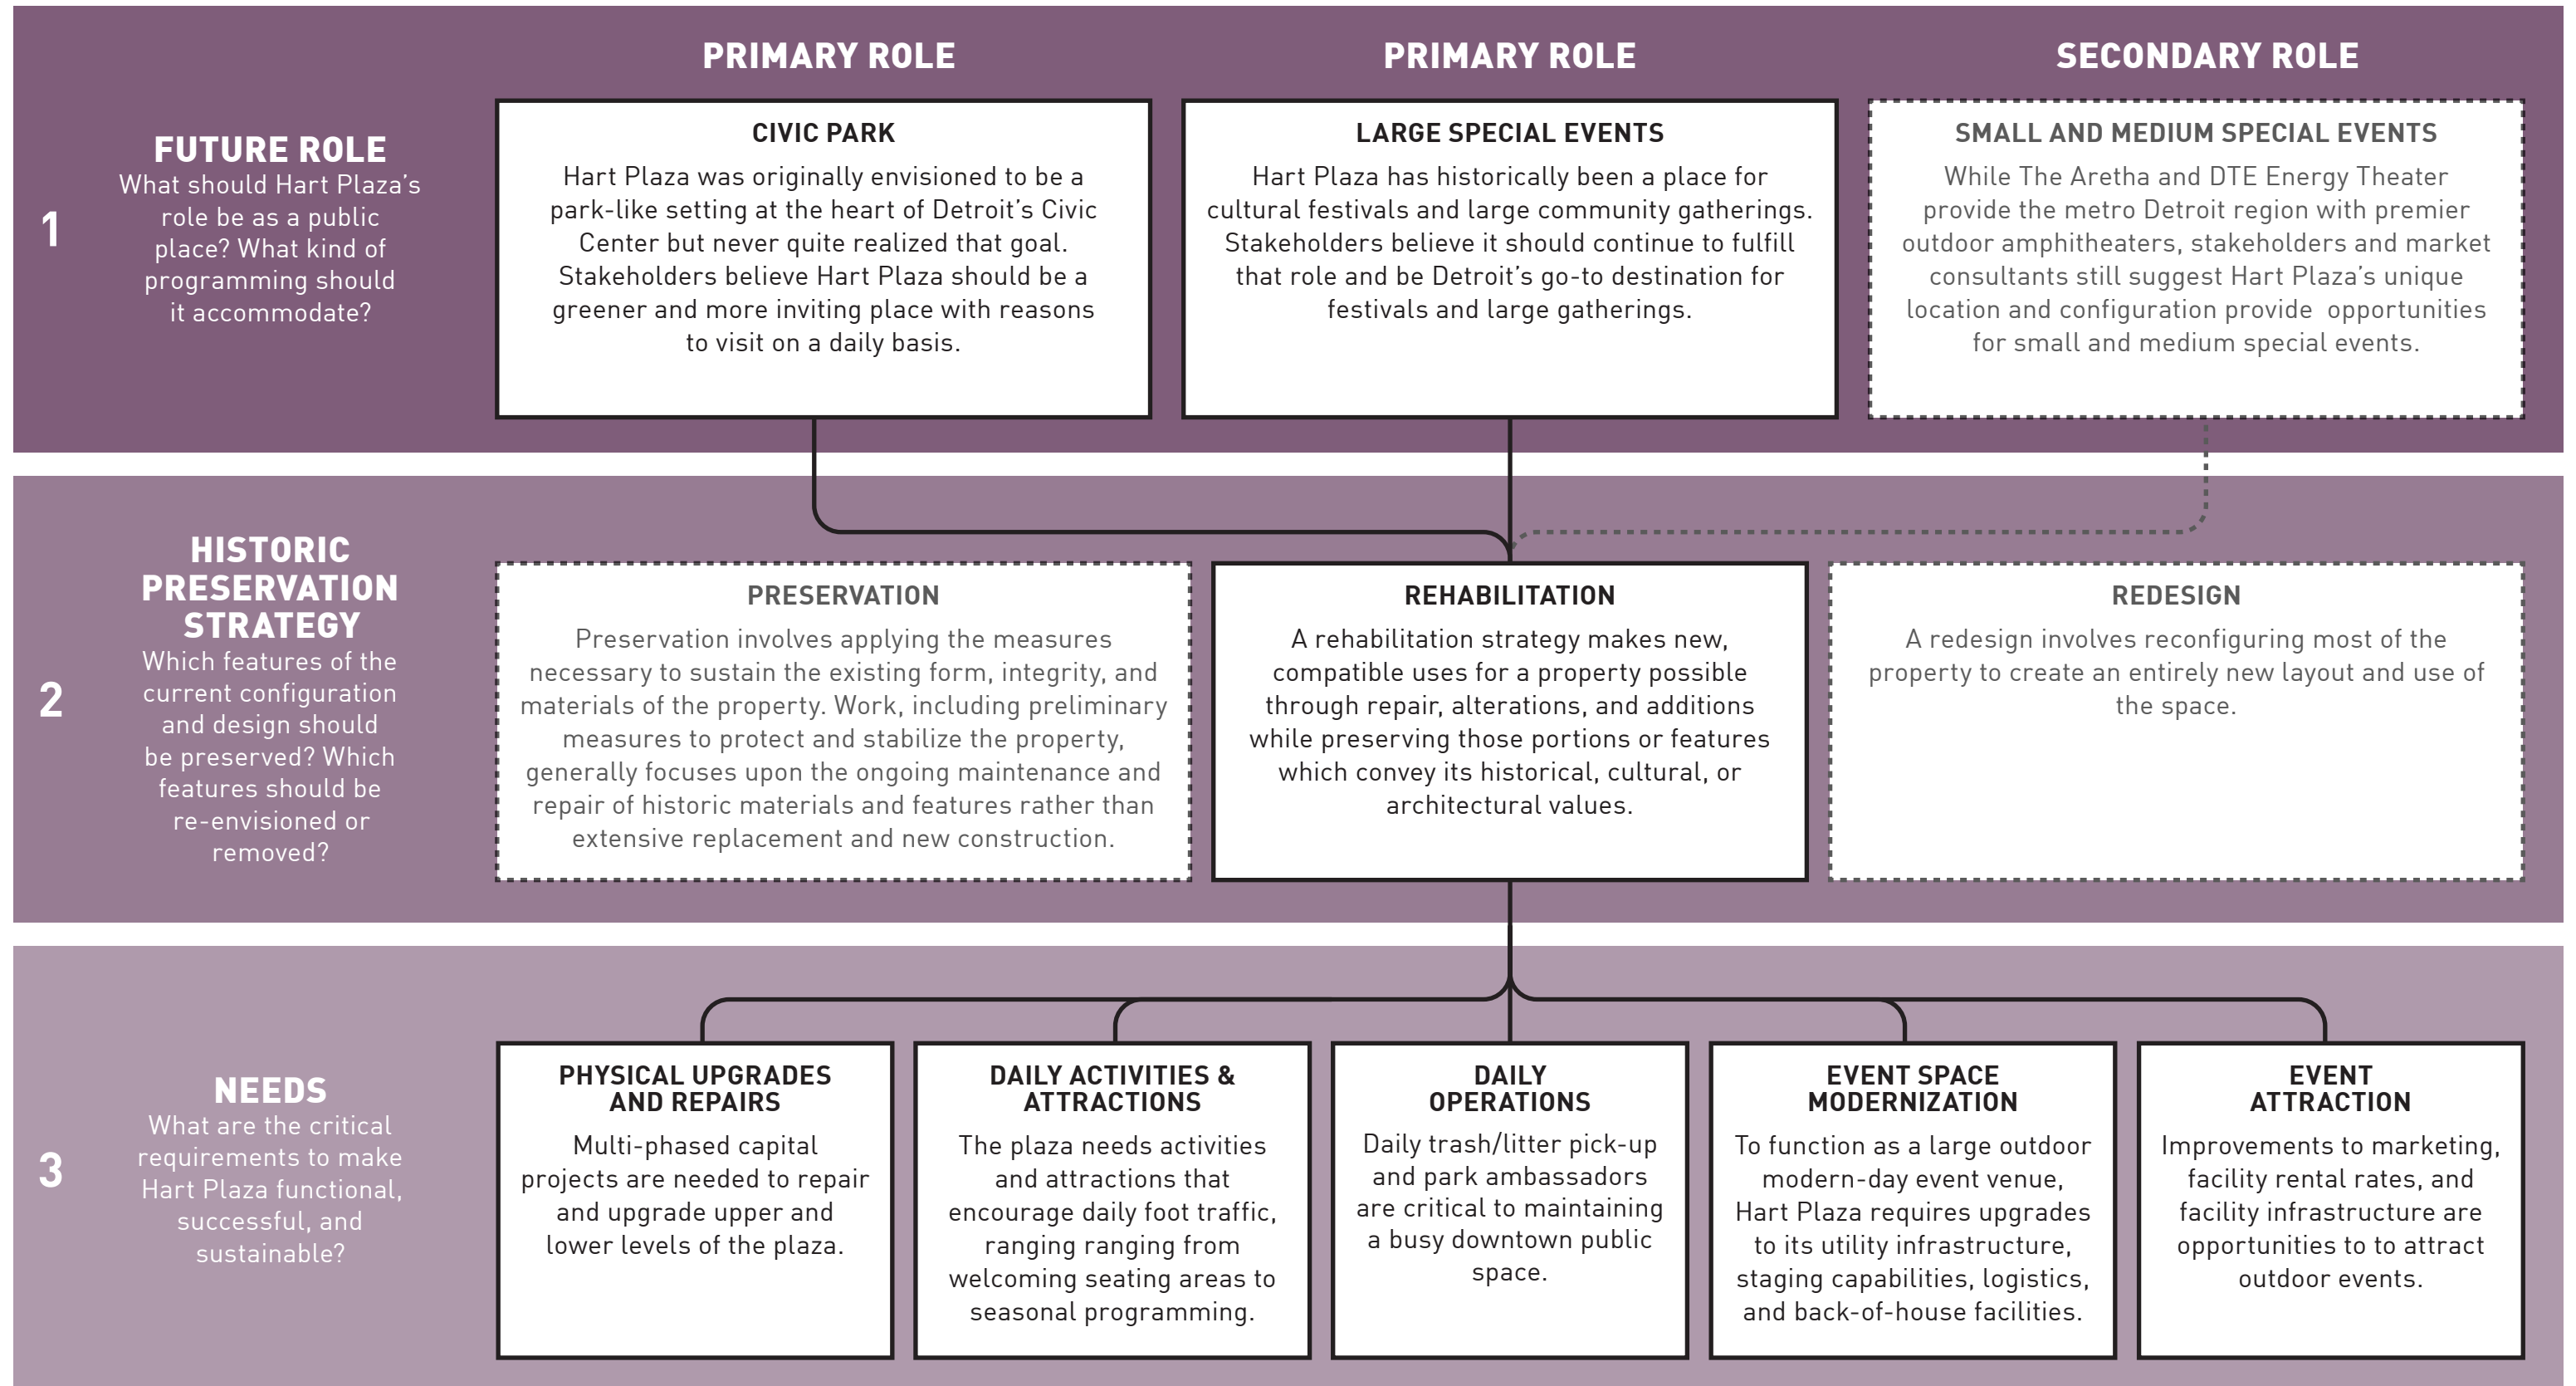 PRIMARY ROLE
PRIMARY ROLE
SECONDARY ROLE
1
FUTURE ROLE
What should Hart Plaza’s
role be as a public
place? What kind of
programming should
it accommodate?
CIVIC PARK
Hart Plaza was originally envisioned to be a
park-like setting at the heart of Detroit’s Civic
Center but never quite realized that goal.
Stakeholders believe Hart Plaza should be a
greener and more inviting place with reasons
to visit on a daily basis.
LARGE SPECIAL EVENTS
Hart Plaza has historically been a place for
cultural festivals and large community gatherings.
Stakeholders believe it should continue to fulfill
that role and be Detroit’s go-to destination for
festivals and large gatherings.
SMALL AND MEDIUM SPECIAL EVENTS
While The Aretha and DTE Energy Theater
provide the metro Detroit region with premier
outdoor amphitheaters, stakeholders and market
consultants still suggest Hart Plaza’s unique
location and configuration provide  opportunities
for small and medium special events.
2
HISTORIC
PRESERVATION
STRATEGY
Which features of the
current configuration
and design should
be preserved? Which
features should be
re-envisioned or
removed?
PRESERVATION
Preservation involves applying the measures
necessary to sustain the existing form, integrity, and
materials of the property. Work, including preliminary
measures to protect and stabilize the property,
generally focuses upon the ongoing maintenance and
repair of historic materials and features rather than
extensive replacement and new construction.
REHABILITATION
A rehabilitation strategy makes new,
compatible uses for a property possible
through repair, alterations, and additions
while preserving those portions or features
which convey its historical, cultural, or
architectural values.
REDESIGN
A redesign involves reconfiguring most of the
property to create an entirely new layout and use of
the space.
3
NEEDS
What are the critical
requirements to make
Hart Plaza functional,
successful, and
sustainable?
PHYSICAL UPGRADES
AND REPAIRS
Multi-phased capital
projects are needed to repair
and upgrade upper and
lower levels of the plaza.
DAILY ACTIVITIES &
ATTRACTIONS
The plaza needs activities
and attractions that
encourage daily foot traffic,
ranging ranging from
welcoming seating areas to
seasonal programming.
DAILY
OPERATIONS
Daily trash/litter pick-up
and park ambassadors
are critical to maintaining
a busy downtown public
space.
EVENT SPACE
MODERNIZATION
To function as a large outdoor
modern-day event venue,
Hart Plaza requires upgrades
to its utility infrastructure,
staging capabilities, logistics,
and back-of-house facilities.
EVENT
ATTRACTION
Improvements to marketing,
facility rental rates, and
facility infrastructure are
opportunities to to attract
outdoor events.